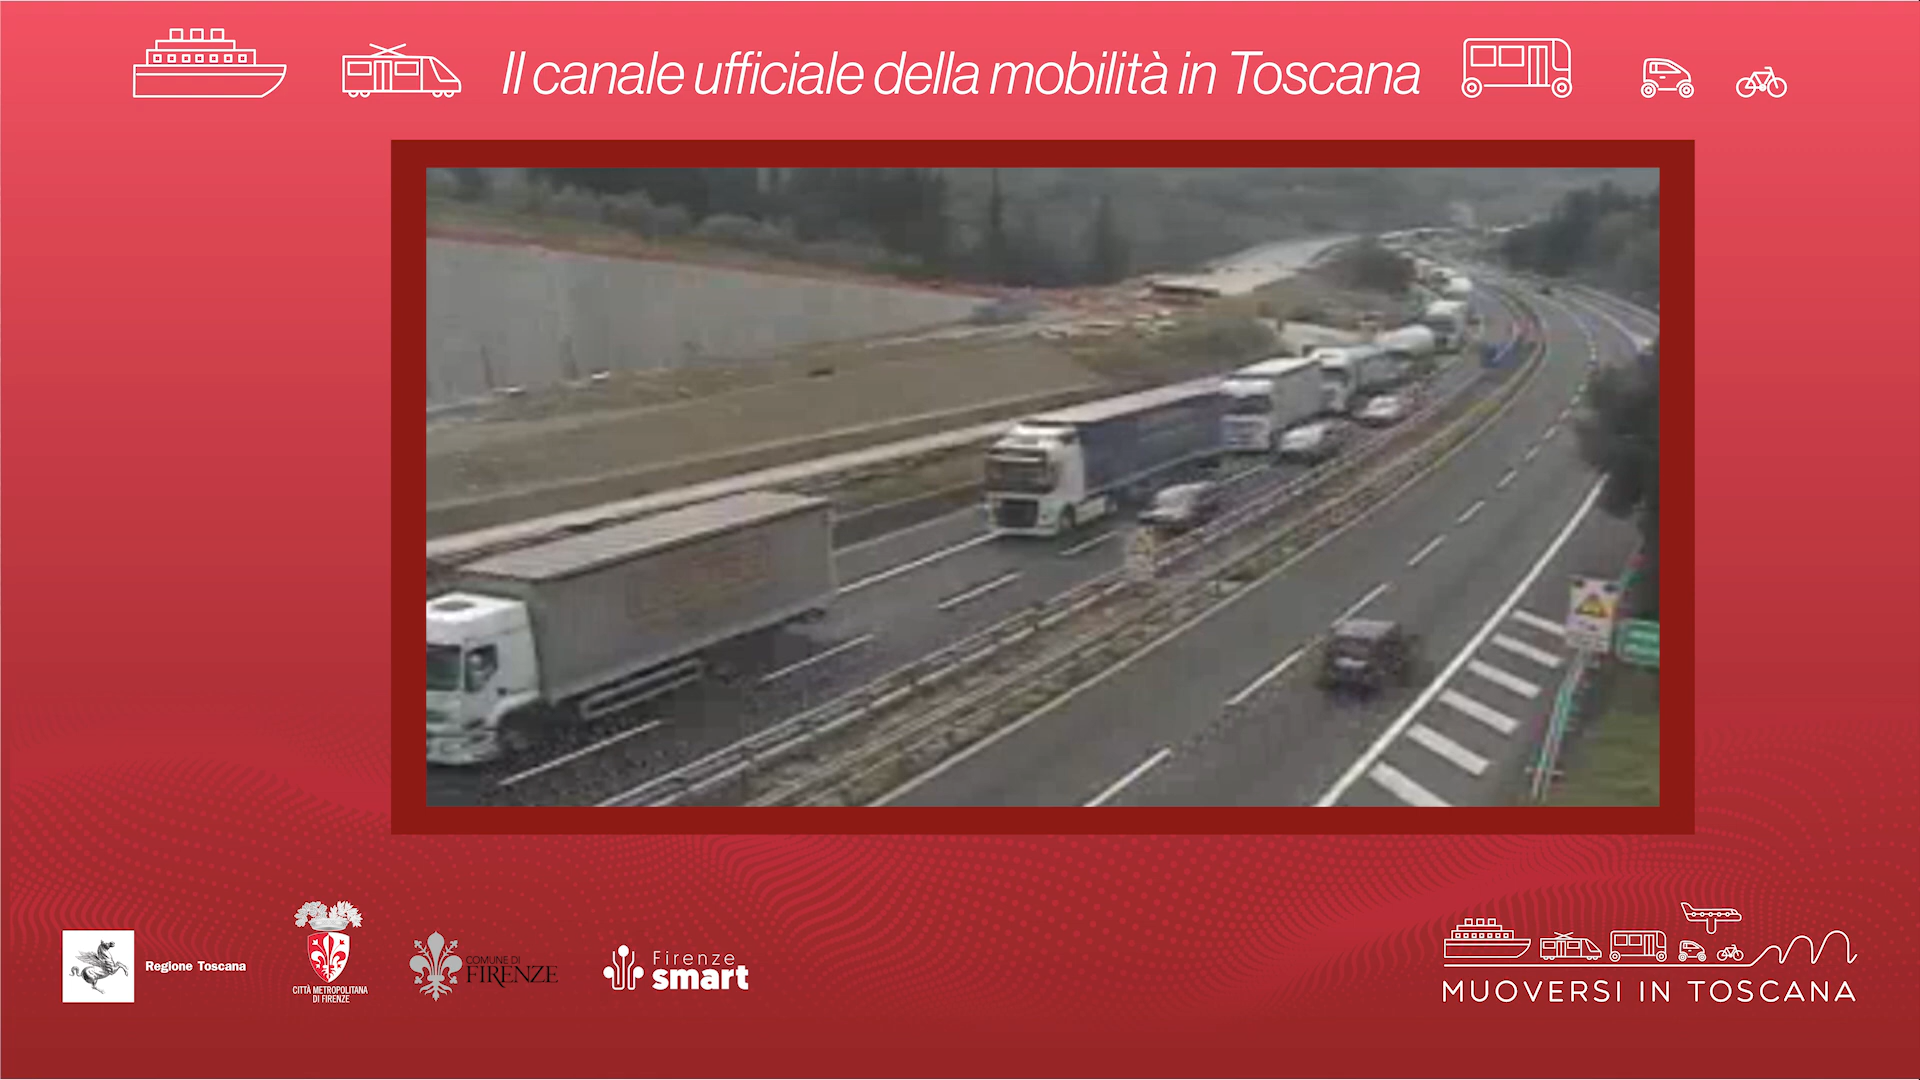 Il canale ufficiale della mobilità in Toscana
Regione Toscana
CITTÀ METROPOLITANA
DI FIRENZE
COMUNE DI
FIRENZE
Firenze
smart
MUOVERSI IN TOSCANA